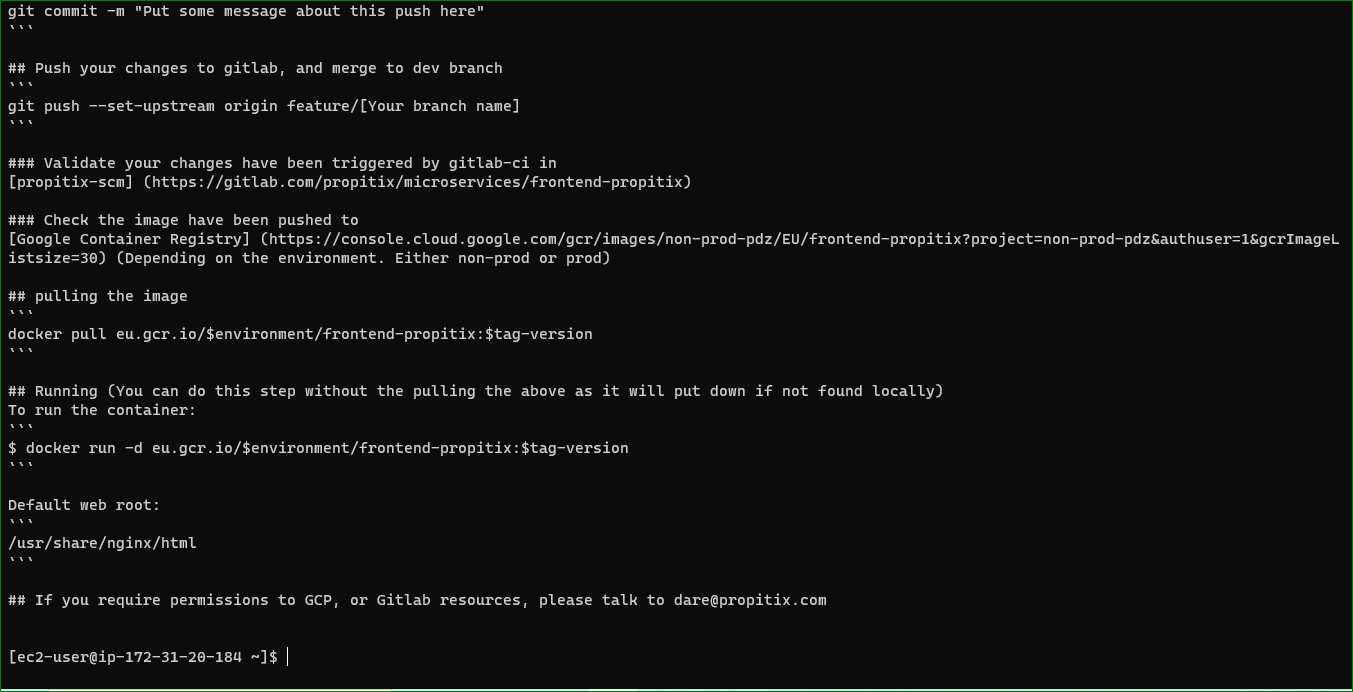 git commit -m "Put some message about this push here"
```
## Push your changes to gitlab, and merge to dev branch
```
git push --set-upstream origin feature/[Your branch name]
```
### Validate your changes have been triggered by gitlab-ci in
[propitix-scm] (https://gitlab.com/propitix/microservices/frontend-propitix)
### Check the image have been pushed to
[Google Container Registry] (https://console.cloud.google.com/gcr/images/non-prod-pdz/EU/frontend-propitix?project=non-prod-pdz&authuser=1&gcrImageL
istsize=30) (Depending on the environment. Either non-prod or prod)
## pulling the image
```
docker pull eu.gcr.io/$environment/frontend-propitix:$tag-version
```
## Running (You can do this step without the pulling the above as it will put down if not found locally)
To run the container:
```
$ docker run -d eu.gcr.io/$environment/frontend-propitix:$tag-version
```
Default web root:
```
/usr/share/nginx/html
```
## If you require permissions to GCP, or Gitlab resources, please talk to dare@propitix.com
[ec2-user@ip-172-31-20-184 ~]$